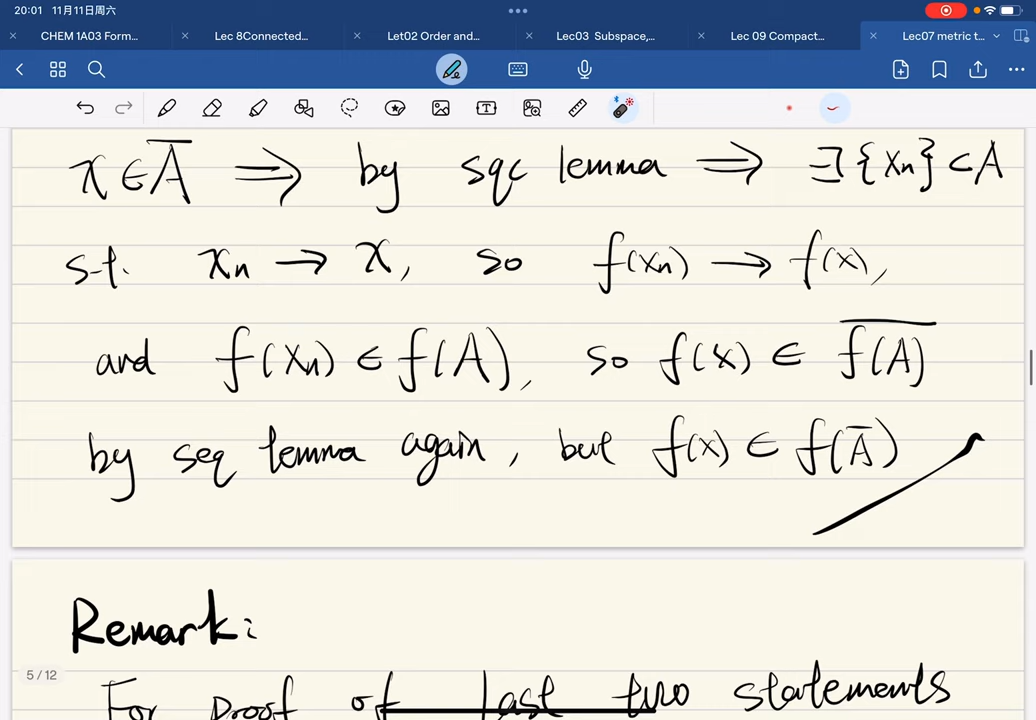 20:01 11月11日周六
CHEM 1A03 Form... Lec 8Connected... Let02 Order and... Lec03 Subspace,... Lec 09 Compact... Lec07 metric t...
x ∈ A̅ ⟹ by sqc lemma ⟹ ∃ {xn} ⊂ A
s.t. xn → x, so f(xn) → f(x),
and f(xn) ∈ f(A), so f(x) ∈ \overline{f(A)}
by seq lemma again, but f(x) ∈ f(A̅)
Remark:
5 / 12
For proof of last two statements